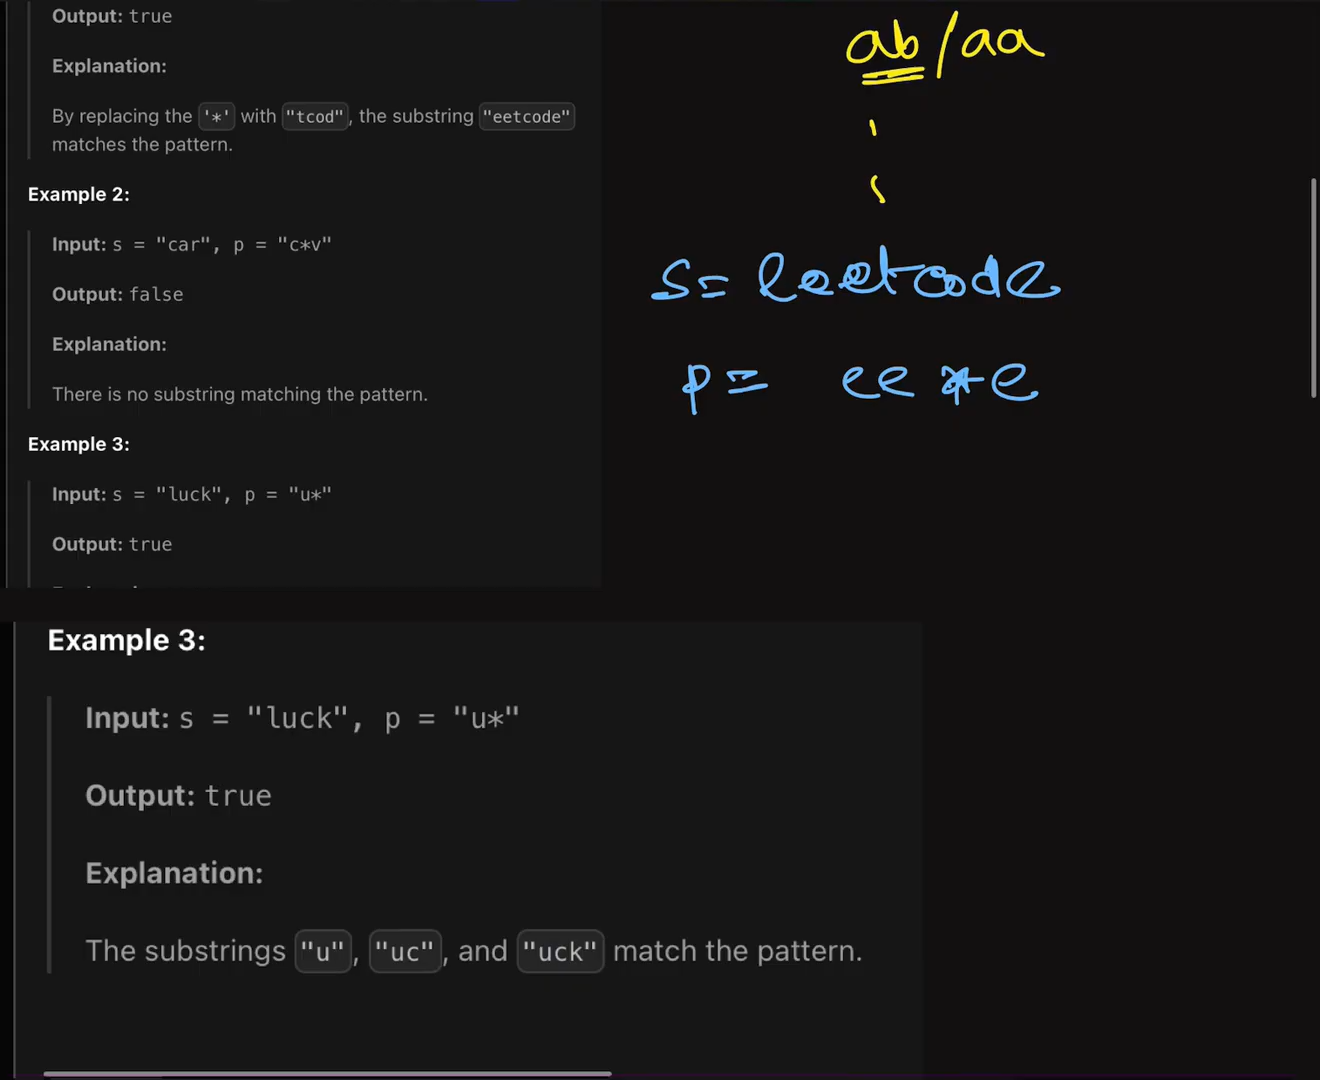 Output: true
Explanation:
By replacing the '*' with "tcod", the substring "eetcode"
matches the pattern.
Example 2:
Input: s = "car", p = "c*v"
Output: false
Explanation:
There is no substring matching the pattern.
Example 3:
Input: s = "luck", p = "u*"
Output: true
ab/aa
s= leetcode
p= ee*e
Example 3:
Input: s = "luck", p = "u*"
Output: true
Explanation:
The substrings "u", "uc", and "uck" match the pattern.